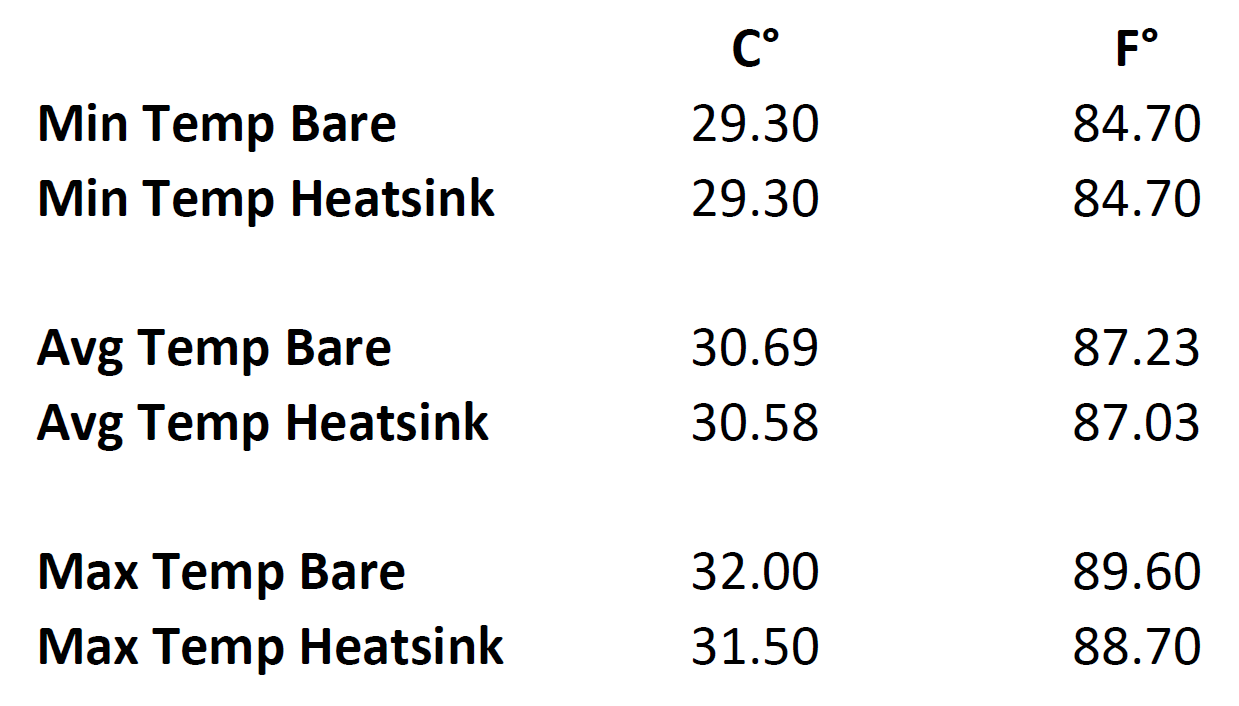 C° F°
Min Temp Bare 29.30 84.70
Min Temp Heatsink 29.30 84.70
Avg Temp Bare 30.69 87.23
Avg Temp Heatsink 30.58 87.03
Max Temp Bare 32.00 89.60
Max Temp Heatsink 31.50 88.70